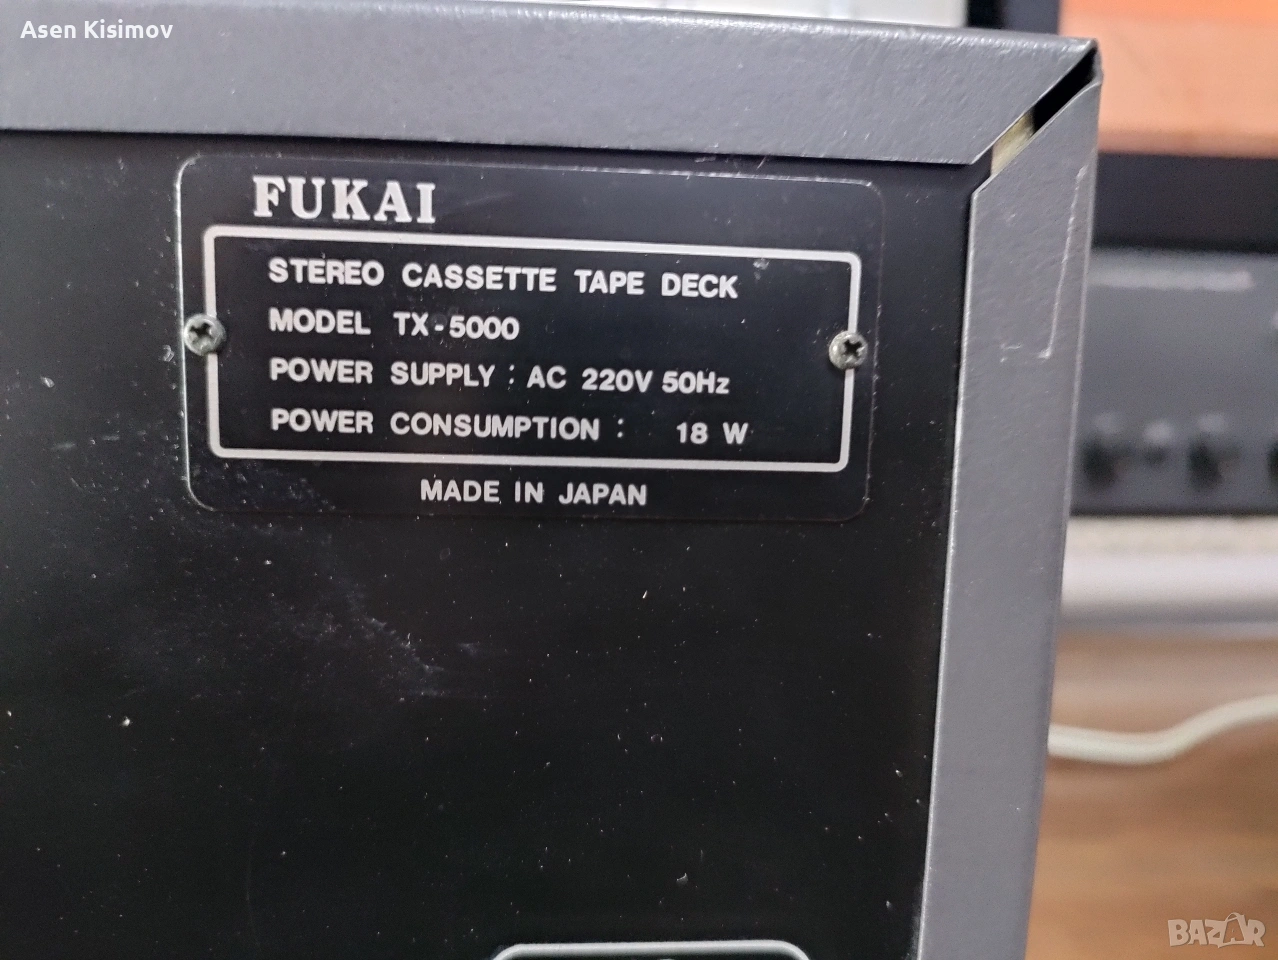 Asen Kisimov
FUKAI
STEREO CASSETTE TAPE DECK
MODEL TX-5000
POWER SUPPLY : AC 220V 50Hz
POWER CONSUMPTION : 18 W
MADE IN JAPAN
BAZAR